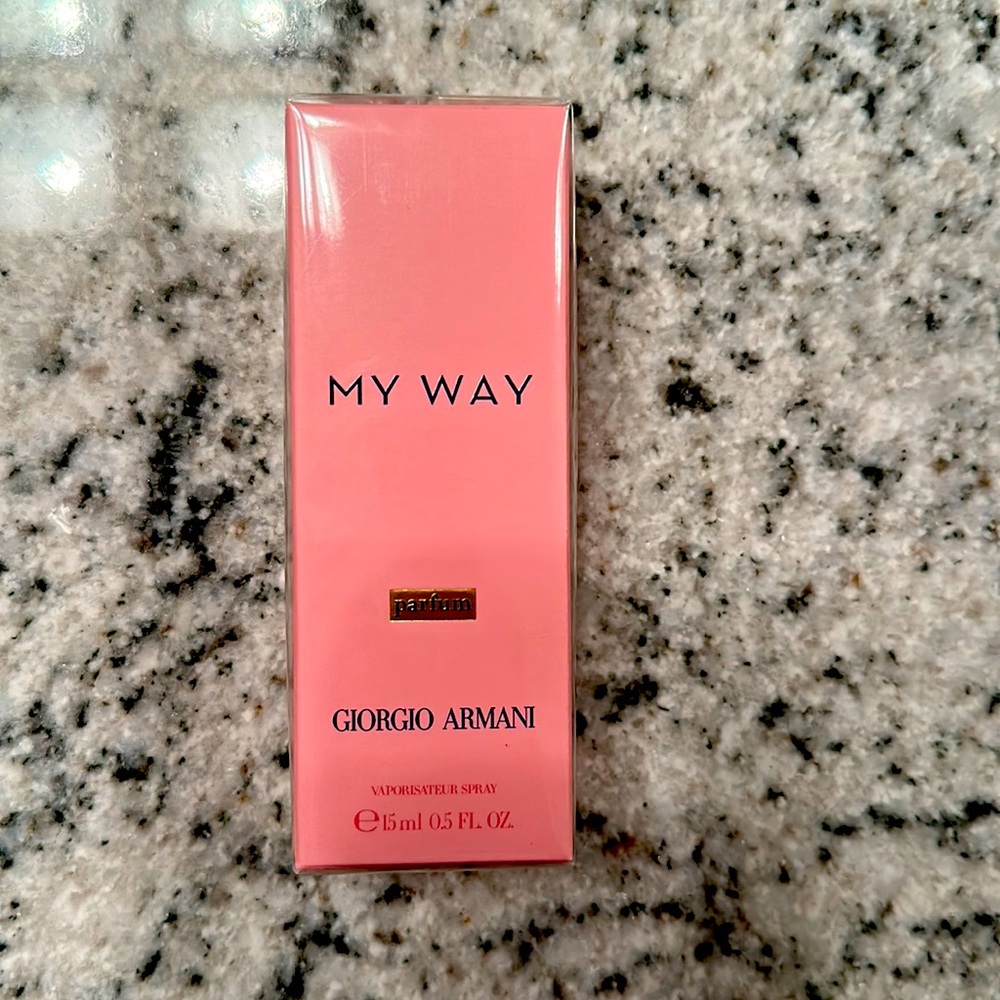 MY WAY
parfum
GIORGIO ARMANI
VAPORISATEUR SPRAY
℮ 15 ml 0.5 FL. OZ.